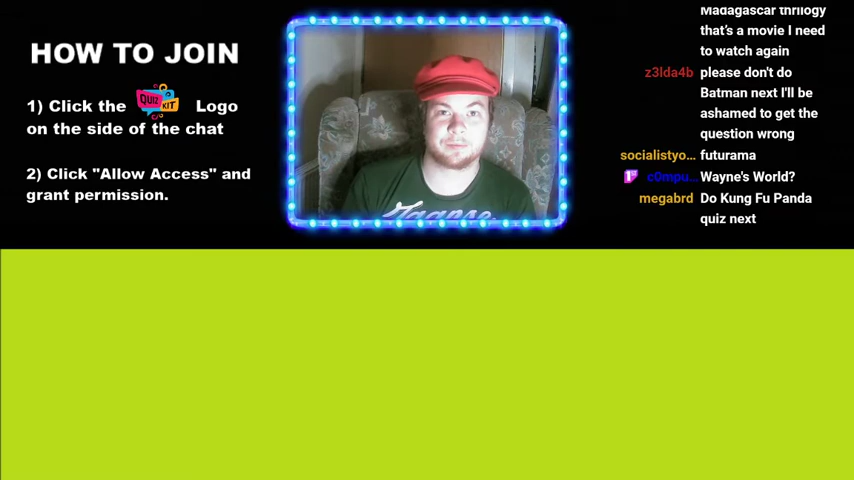 HOW TO JOIN
1) Click the QUIZ KIT Logo
on the side of the chat
2) Click "Allow Access" and
grant permission.
Madagascar thrilogy
that's a movie I need
to watch again
z3lda4b please don't do
Batman next I'll be
ashamed to get the
question wrong
socialistyo... futurama
c0mpu... Wayne's World?
megabrd Do Kung Fu Panda
quiz next